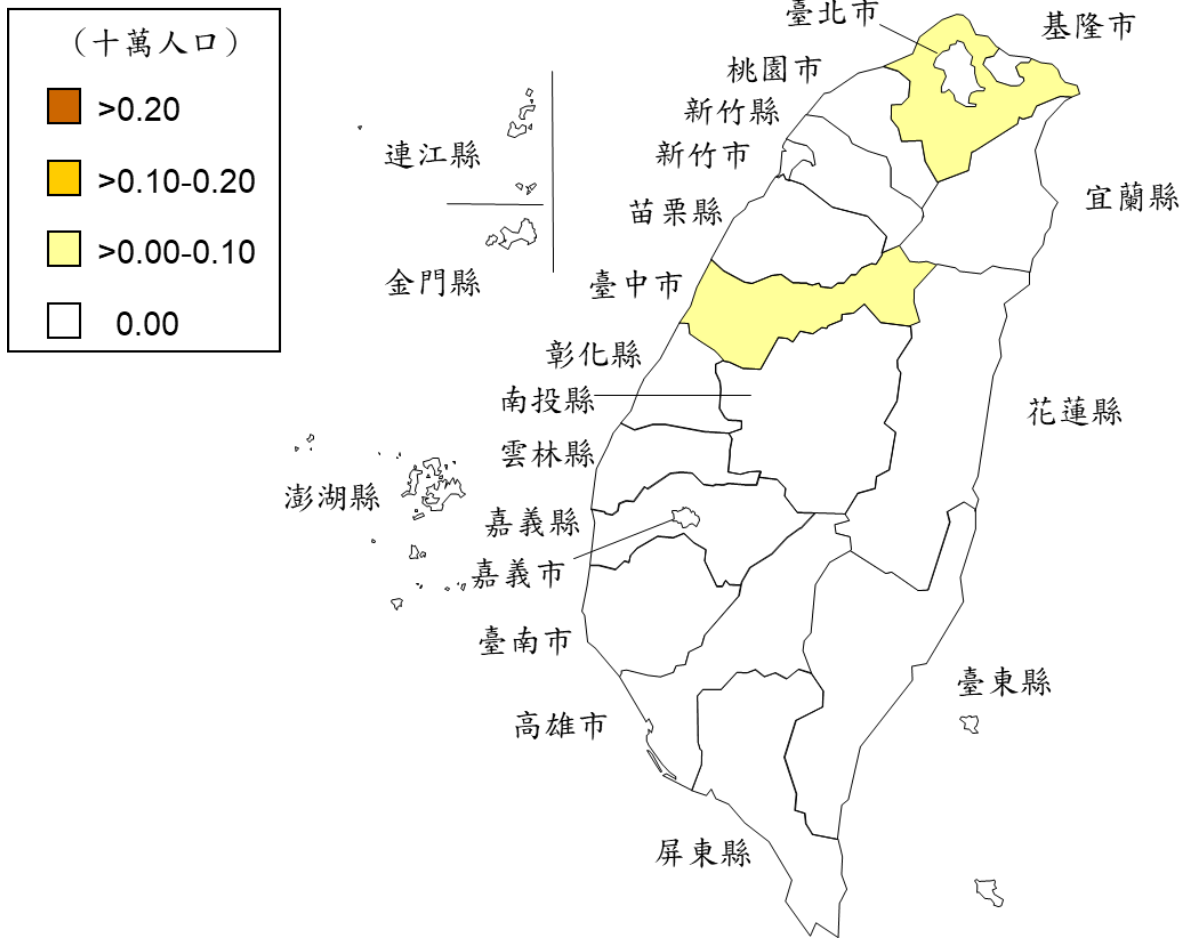 （十萬人口）
>0.20
>0.10-0.20
>0.00-0.10
0.00
臺北市
基隆市
桃園市
新竹縣
新竹市
連江縣
苗栗縣
宜蘭縣
金門縣
臺中市
彰化縣
南投縣
花蓮縣
雲林縣
澎湖縣
嘉義縣
嘉義市
臺南市
臺東縣
高雄市
屏東縣